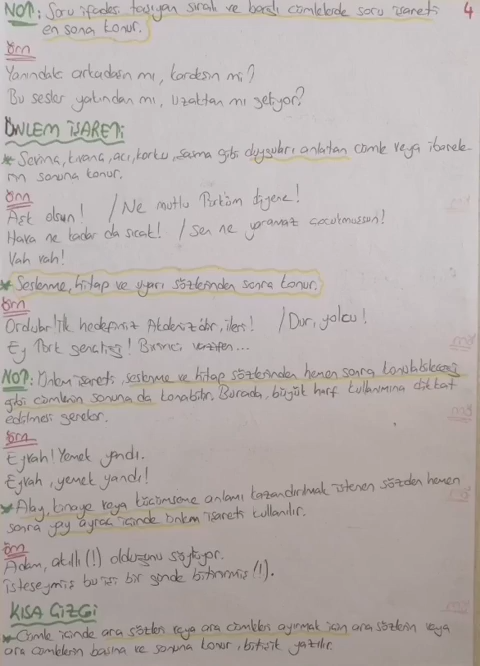 4
NOT: Soru ifadesi taşıyan sıralı ve bağlı cümlelerde soru işareti
en sona konur.
örn
Yanındaki arkadaşın mı, kardeşin mi?
Bu sesler yakından mı, uzaktan mı geliyor?
ÜNLEM İŞARETİ
* Sevinç, kıvanç, acı, korku, şaşma gibi duyguları anlatan cümle veya ibarele-
rin sonuna konur.
örn
Aşk olsun! / Ne mutlu Türküm diyene!
Hava ne kadar da sıcak! / Sen ne yaramaz çocukmuşsun!
Vah vah!
* Seslenme, hitap ve uyarı sözlerinden sonra konur.
örn
Ordular! İlk hedefiniz Akdenizdir, ileri! / Dur, yolcu!
Ey Türk gençliği! Birinci vazifen...
NOT: Ünlem işareti, seslenme ve hitap sözlerinden hemen sonra konulabileceği
gibi cümlenin sonuna da konabilir. Burada, büyük harf kullanımına dikkat
edilmesi gerekir.
örn
Eyvah! Yemek yandı.
Eyvah, yemek yandı!
* Alay, kinaye veya küçümseme anlamı kazandırılmak istenen sözden hemen
sonra yay ayraç içinde ünlem işareti kullanılır.
örn
Adam, akıllı (!) olduğunu söylüyor.
İsteseymiş bu işi bir günde bitirirmiş (!).
KISA ÇİZGİ
* Cümle içinde ara sözleri veya ara cümleleri ayırmak için ara sözlerin veya
ara cümlelerin başına ve sonuna konur, bitişik yazılır.